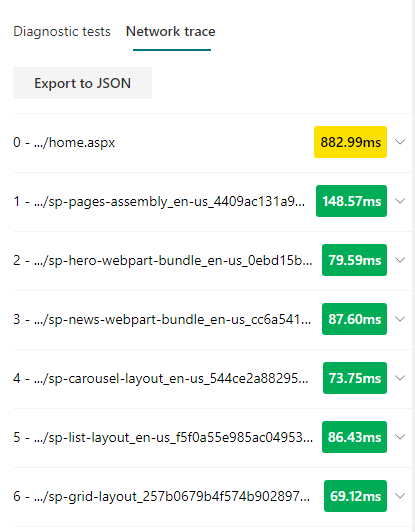 Diagnostic tests Network trace
Export to JSON
0 - .../home.aspx 882.99ms
1 - .../sp-pages-assembly_en-us_4409ac131a9... 148.57ms
2 - .../sp-hero-webpart-bundle_en-us_0ebd15b... 79.59ms
3 - .../sp-news-webpart-bundle_en-us_cc6a541... 87.60ms
4 - .../sp-carousel-layout_en-us_544ce2a88295... 73.75ms
5 - .../sp-list-layout_en-us_f5f0a55e985ac04953... 86.43ms
6 - .../sp-grid-layout_257b0679b4f574b902897... 69.12ms